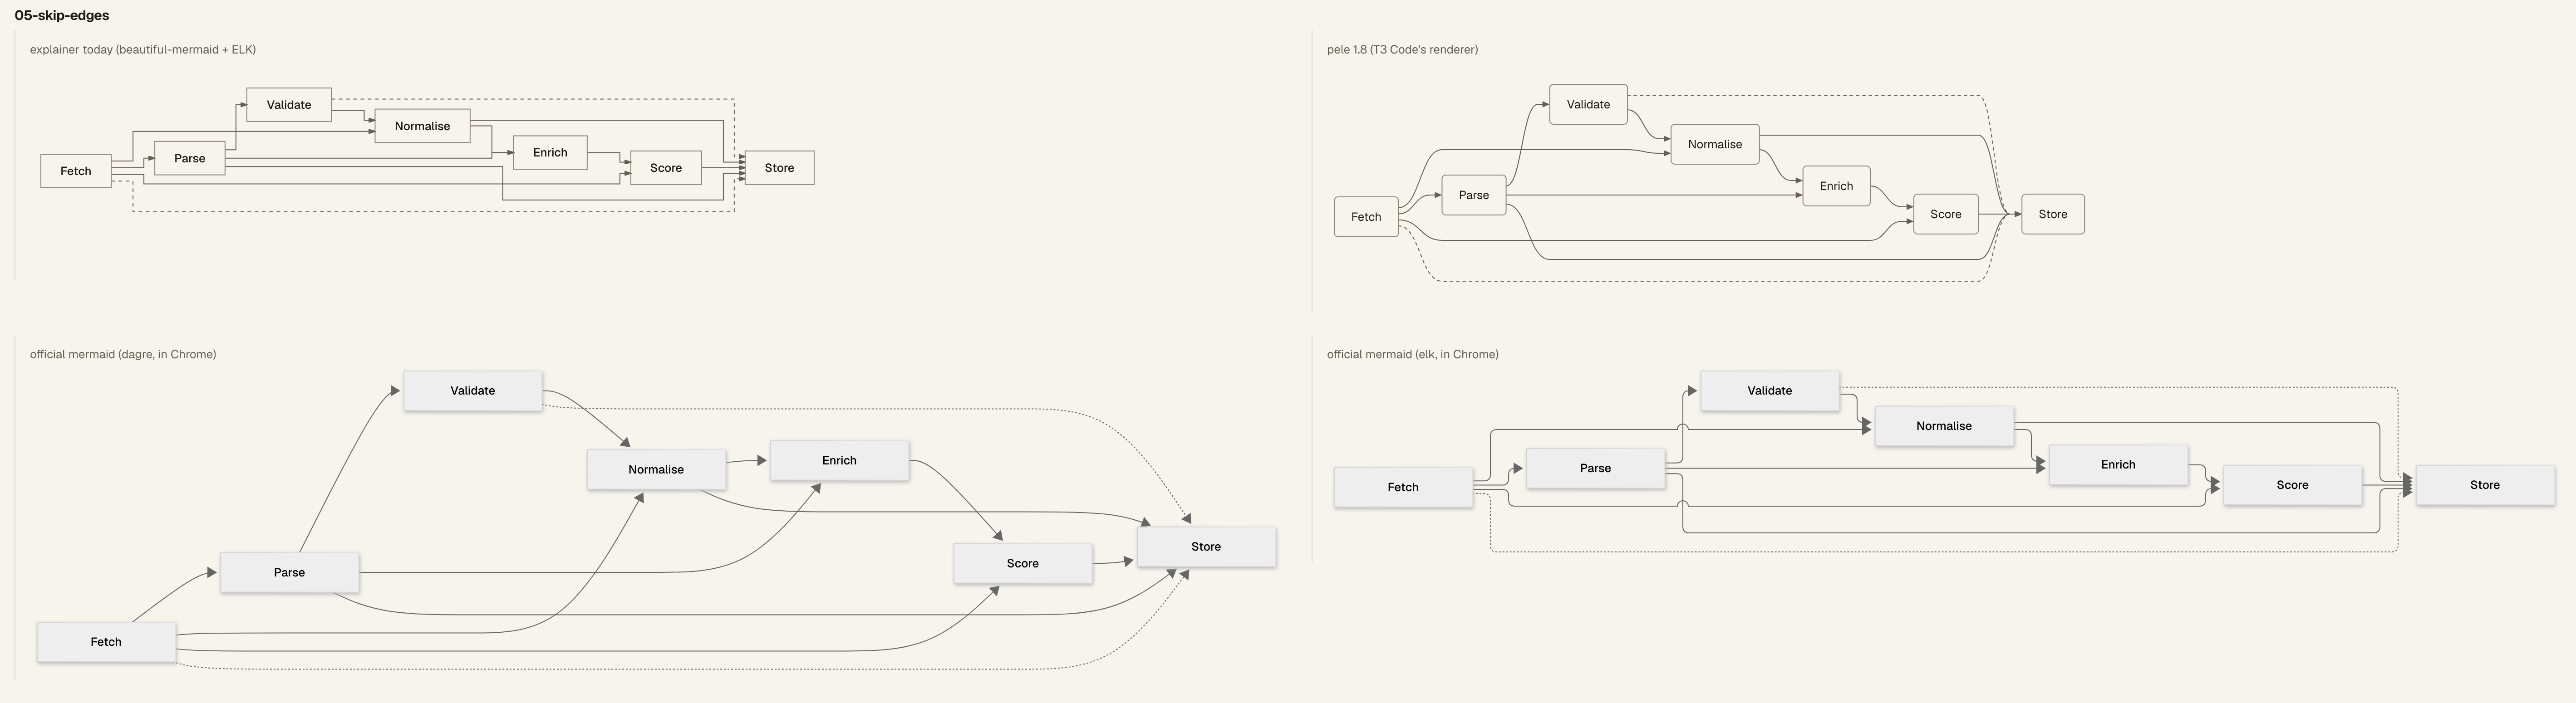 05-skip-edges
explainer today (beautiful-mermaid + ELK)
Validate
Normalise
Enrich
Parse
Score
Store
Fetch
pele 1.8 (T3 Code's renderer)
Validate
Normalise
Enrich
Parse
Score
Store
Fetch
official mermaid (dagre, in Chrome)
Validate
Enrich
Normalise
Store
Score
Parse
Fetch
official mermaid (elk, in Chrome)
Validate
Normalise
Enrich
Parse
Score
Store
Fetch